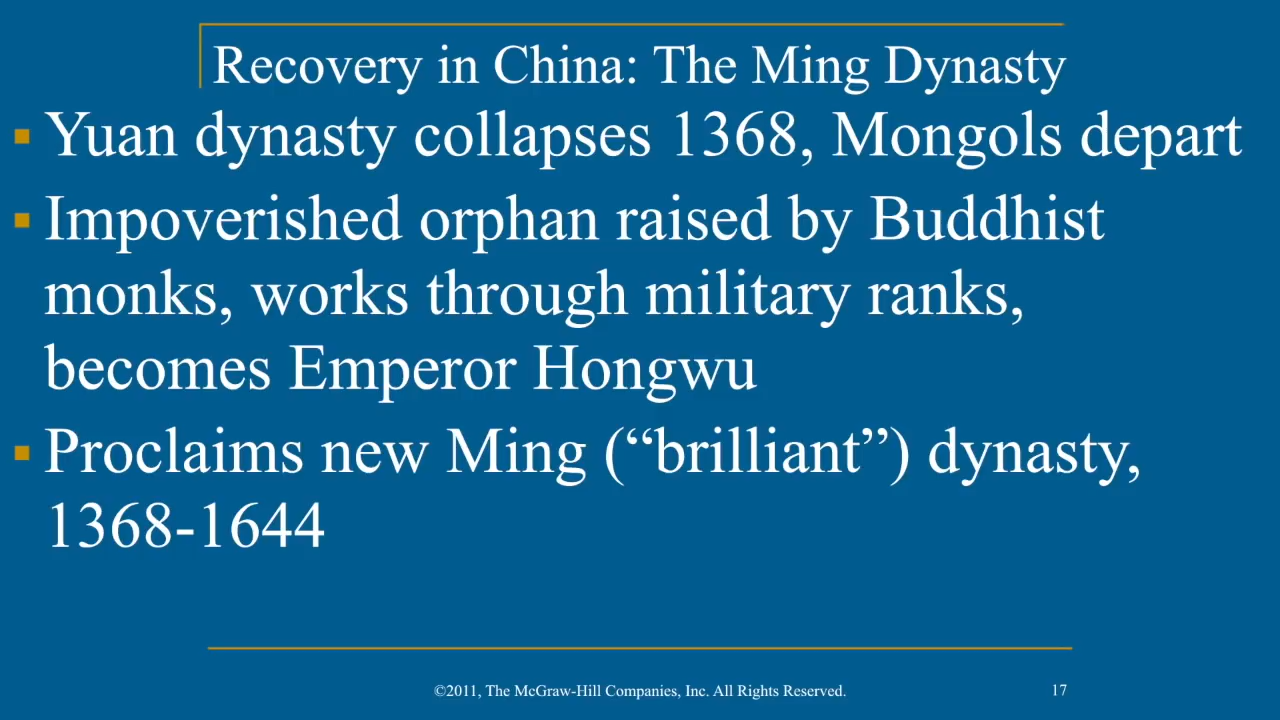 Recovery in China: The Ming Dynasty
▪ Yuan dynasty collapses 1368, Mongols depart
▪ Impoverished orphan raised by Buddhist
monks, works through military ranks,
becomes Emperor Hongwu
▪ Proclaims new Ming (“brilliant”) dynasty,
1368-1644
©2011, The McGraw-Hill Companies, Inc. All Rights Reserved.
17